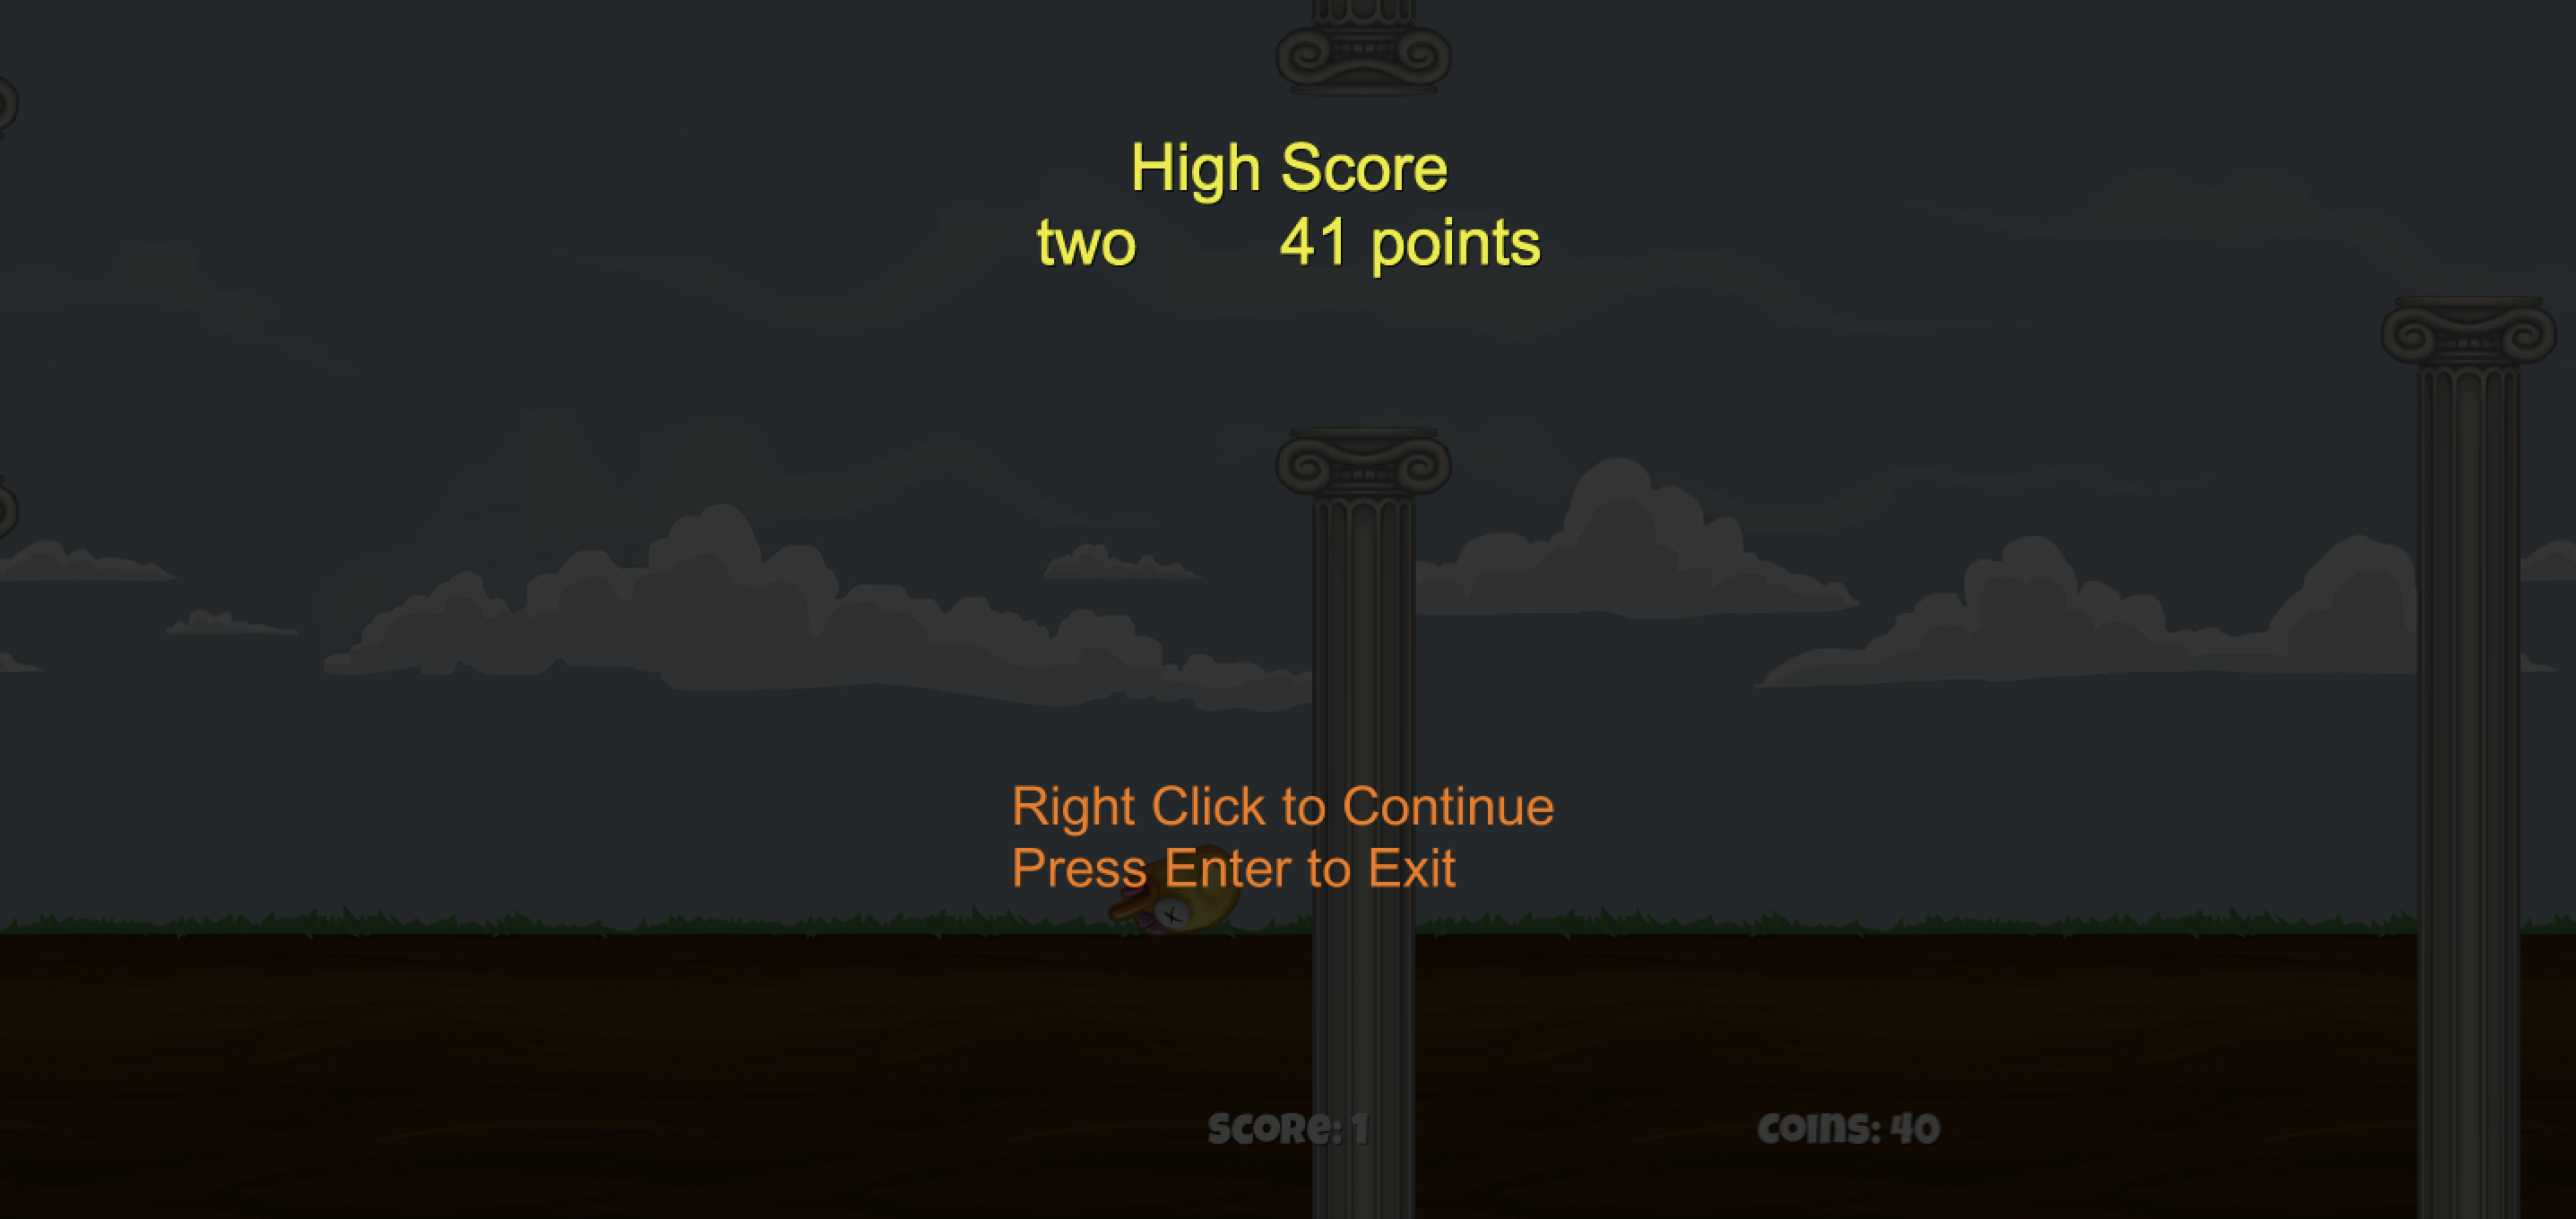 High Score
two 41 points
Right Click to Continue
Press Enter to Exit
Score: 1
Coins: 40